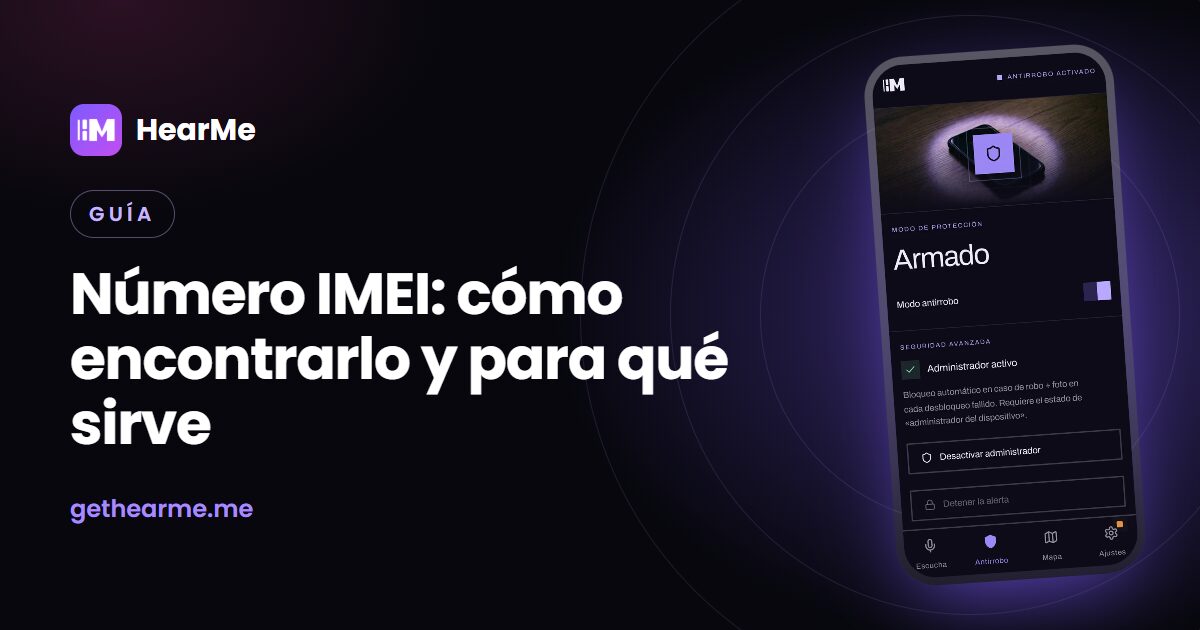 HearMe
GUÍA
Número IMEI: cómo
encontrarlo y para qué
sirve
gethearme.me
ANTIRROBO ACTIVADO
MODO DE PROTECCIÓN
Armado
Modo antirrobo
SEGURIDAD AVANZADA
Administrador activo
Bloqueo automático en caso de robo + foto en
cada desbloqueo fallido. Requiere el estado de
«administrador del dispositivo».
Desactivar administrador
Detener la alerta
Escucha
Antirrobo
Mapa
Ajustes